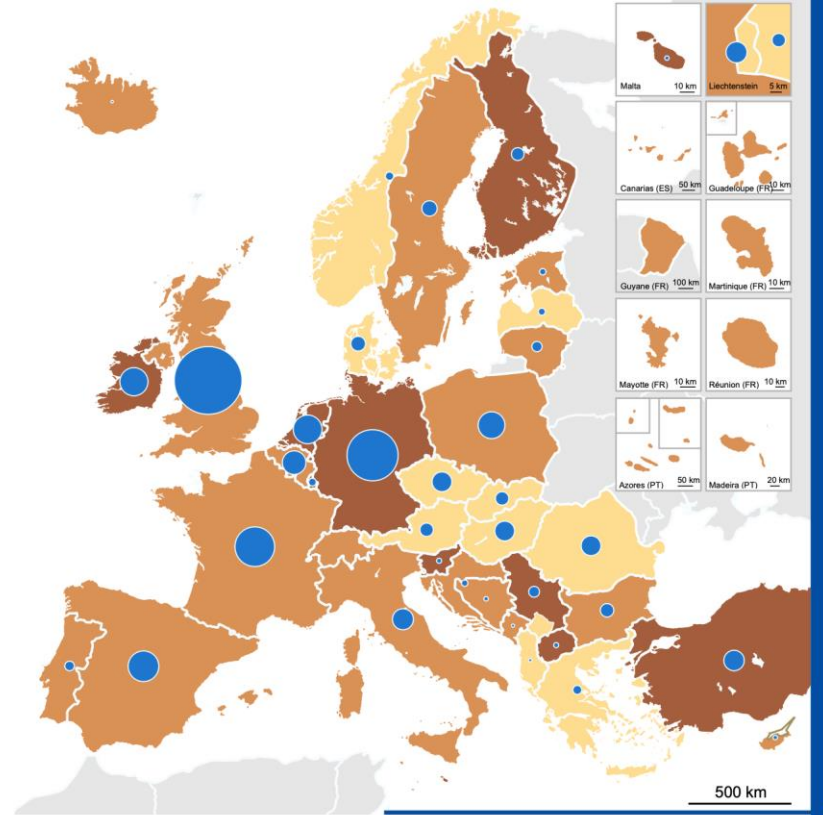 Malta 10 km
Liechtenstein 5 km
Canarias (ES) 50 km
Guadeloupe (FR) 10 km
Guyane (FR) 100 km
Martinique (FR) 10 km
Mayotte (FR) 10 km
Réunion (FR) 10 km
Azores (PT) 50 km
Madeira (PT) 20 km
500 km